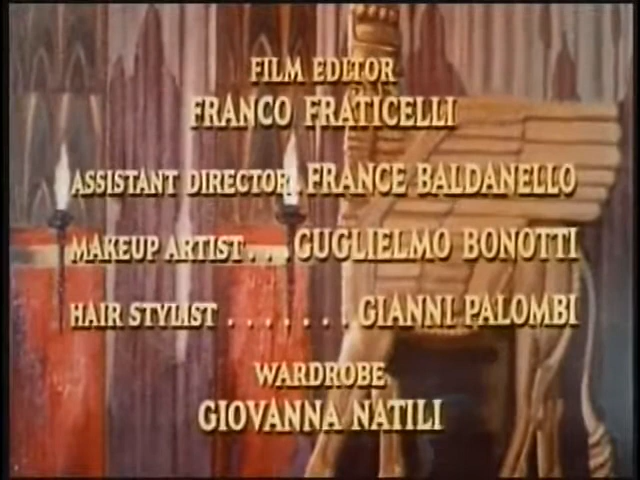 FILM EDITOR
FRANCO FRATICELLI
ASSISTANT DIRECTOR . FRANCE BALDANELLO
MAKEUP ARTIST . . . GUGLIELMO BONOTTI
HAIR STYLIST . . . . . . . GIANNI PALOMBI
WARDROBE
GIOVANNA NATILI